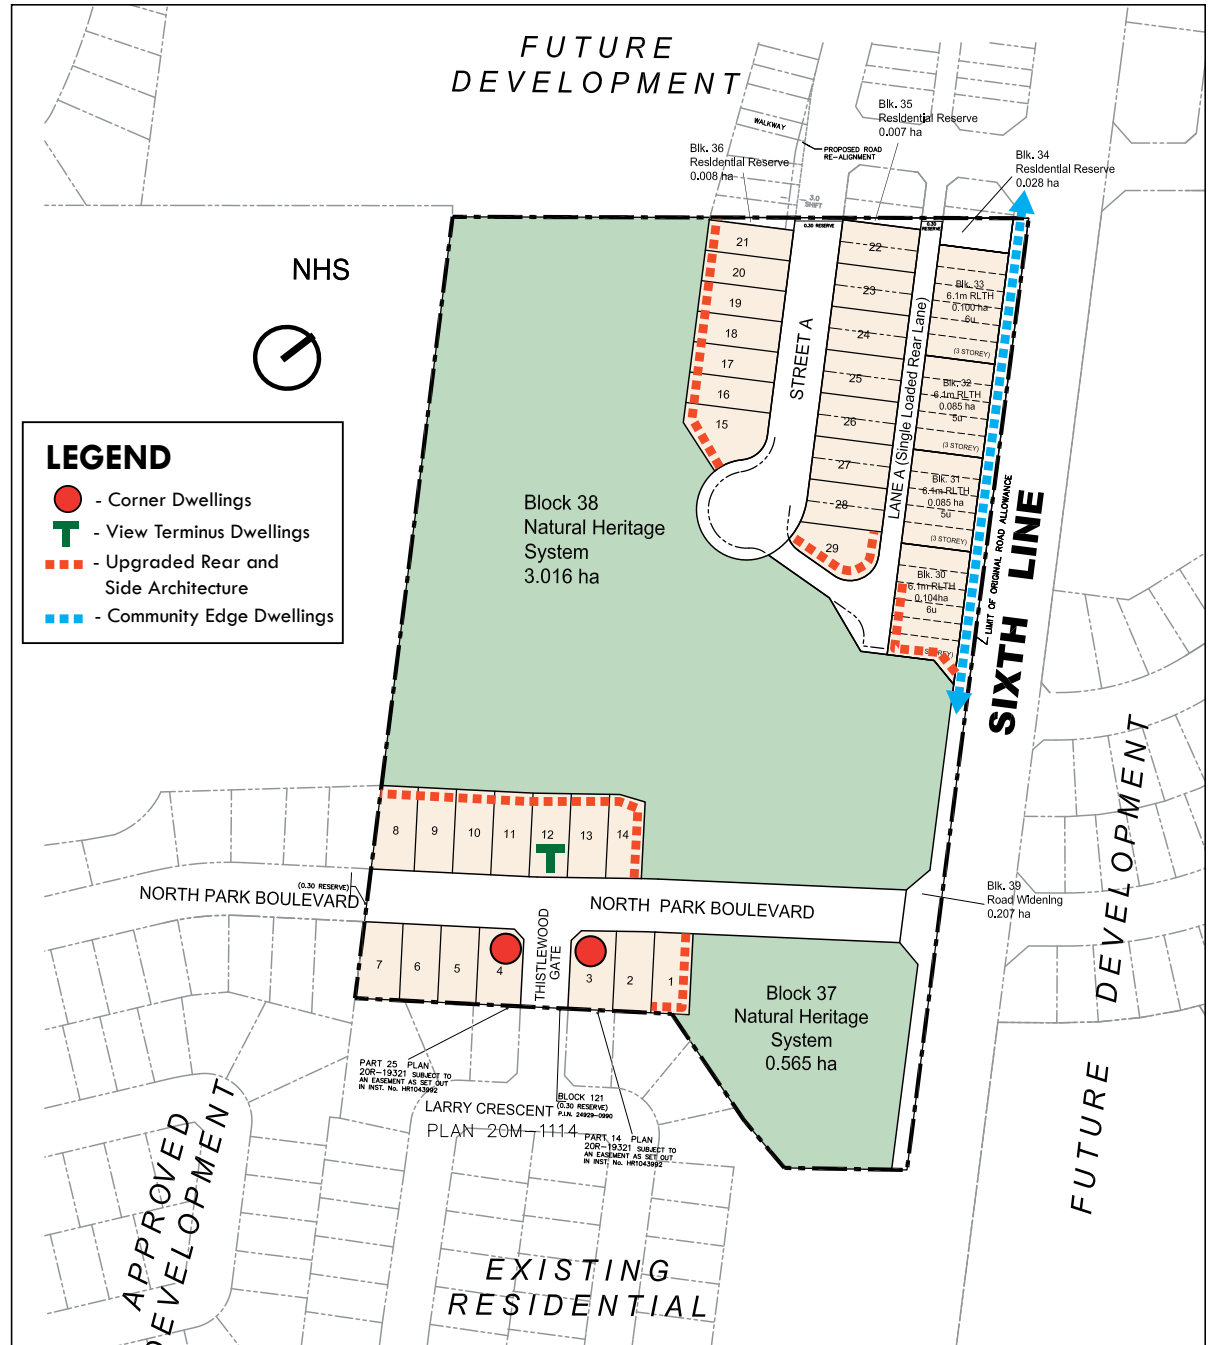 FUTURE
DEVELOPMENT
Blk. 35
Residential Reserve
0.007 ha
WALKWAY
PROPOSED ROAD
RE-ALIGNMENT
Blk. 36
Residential Reserve
0.008 ha
Blk. 34
Residential Reserve
0.028 ha
3.0
SHIFT
0.30 RESERVE
0.30
RESERVE
NHS
21
20
19
18
17
16
15
STREET A
22
23
24
25
26
27
28
29
LANE A (Single Loaded Rear Lane)
Blk. 33
6.1m RLTH
0.100 ha
6u
(3 STOREY)
Blk. 32
6.1m RLTH
0.085 ha
5u
(3 STOREY)
Blk. 31
6.1m RLTH
0.085 ha
5u
(3 STOREY)
Blk. 30
6.1m RLTH
0.104ha
6u
LIMIT OF ORIGINAL ROAD ALLOWANCE
SIXTH LINE
LEGEND
- Corner Dwellings
- View Terminus Dwellings
- Upgraded Rear and
Side Architecture
- Community Edge Dwellings
Block 38
Natural Heritage
System
3.016 ha
8
9
10
11
12
13
14
NORTH PARK BOULEVARD
(0.30 RESERVE)
NORTH PARK BOULEVARD
Blk. 39
Road Widening
0.207 ha
THISTLEWOOD
GATE
7
6
5
4
3
2
1
Block 37
Natural Heritage
System
0.565 ha
FUTURE DEVELOPMENT
PART 25 PLAN
20R-19321 SUBJECT TO
AN EASEMENT AS SET OUT
IN INST. No. HR1043992
LARRY CRESCENT
PLAN 20M-1114
BLOCK 121
(0.30 RESERVE)
P.I.N. 24929-0990
PART 14 PLAN
20R-19321 SUBJECT TO
AN EASEMENT AS SET OUT
IN INST. No. HR1043992
APPROVED
DEVELOPMENT
EXISTING
RESIDENTIAL